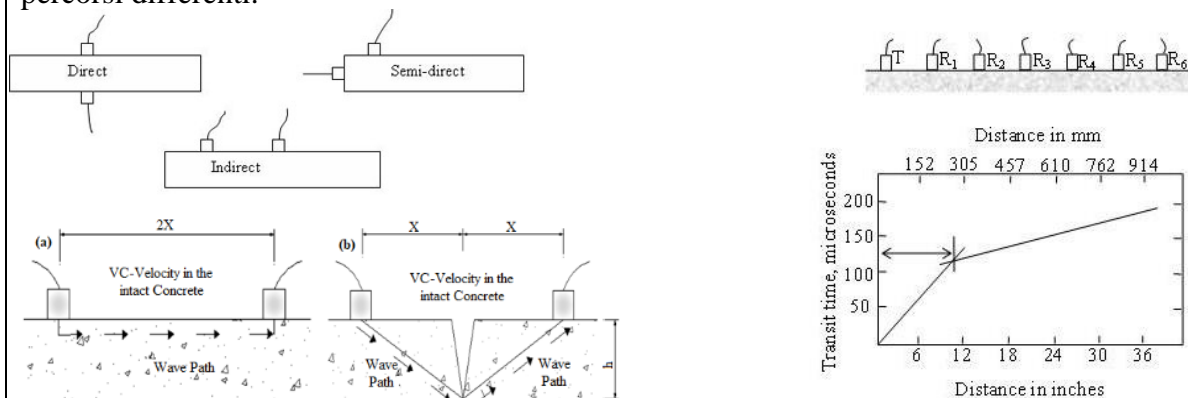 percorsi differenti.
Direct
Semi-direct
Indirect
(a)
2X
VC-Velocity in the
intact Concrete
Wave Path
(b)
X X
VC-Velocity in the
intact Concrete
Wave
Path
Wave
Path
h
T R1 R2 R3 R4 R5 R6
Distance in mm
152 305 457 610 762 914
Transit time, microseconds
200
150
100
50
6 12 18 24 30 36
Distance in inches